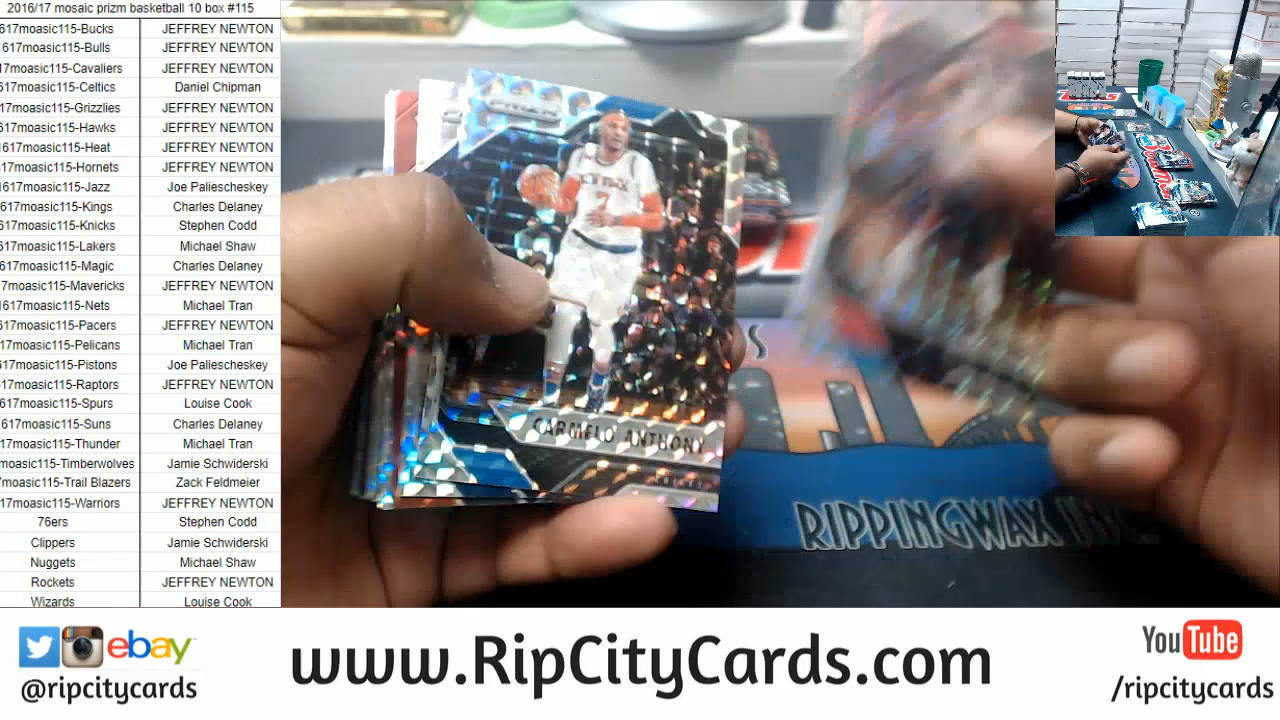 2016/17 mosaic prizm basketball 10 box #115
617moasic115-Bucks JEFFREY NEWTON
1617moasic115-Bulls JEFFREY NEWTON
17moasic115-Cavaliers JEFFREY NEWTON
617moasic115-Celtics Daniel Chipman
17moasic115-Grizzlies JEFFREY NEWTON
617moasic115-Hawks JEFFREY NEWTON
1617moasic115-Heat JEFFREY NEWTON
617moasic115-Hornets JEFFREY NEWTON
1617moasic115-Jazz Joe Paliescheskey
617moasic115-Kings Charles Delaney
617moasic115-Knicks Stephen Codd
617moasic115-Lakers Michael Shaw
617moasic115-Magic Charles Delaney
7moasic115-Mavericks JEFFREY NEWTON
1617moasic115-Nets Michael Tran
617moasic115-Pacers JEFFREY NEWTON
17moasic115-Pelicans Michael Tran
617moasic115-Pistons Joe Paliescheskey
617moasic115-Raptors JEFFREY NEWTON
617moasic115-Spurs Louise Cook
617moasic115-Suns Charles Delaney
17moasic115-Thunder Michael Tran
moasic115-Timberwolves Jamie Schwiderski
moasic115-Trail Blazers Zack Feldmeier
17moasic115-Warriors JEFFREY NEWTON
76ers Stephen Codd
Clippers Jamie Schwiderski
Nuggets Michael Shaw
Rockets JEFFREY NEWTON
Wizards Louise Cook
PRIZM
7
CARMELO ANTHONY
KNICKS
RIPPINGWAX
ebay
@ripcitycards
www.RipCityCards.com
YouTube
/ripcitycards